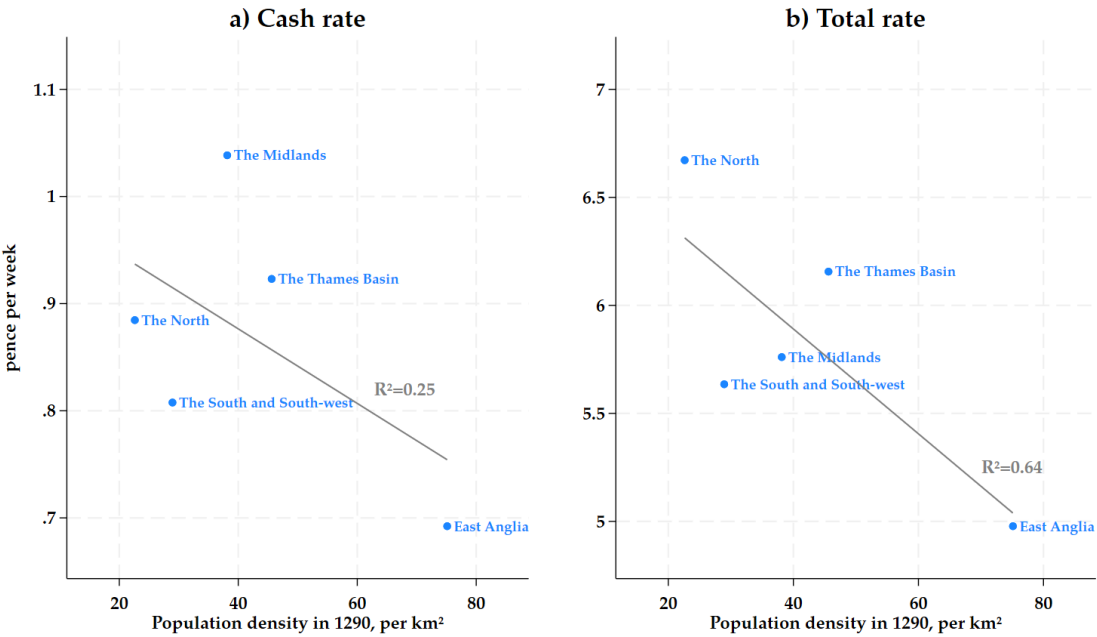 a) Cash rate
b) Total rate
pence per week
1.1
1
.9
.8
.7
The Midlands
The Thames Basin
The North
The South and South-west
R²=0.25
East Anglia
20
40
60
80
Population density in 1290, per km²
7
6.5
6
5.5
5
The North
The Thames Basin
The Midlands
The South and South-west
R²=0.64
East Anglia
20
40
60
80
Population density in 1290, per km²